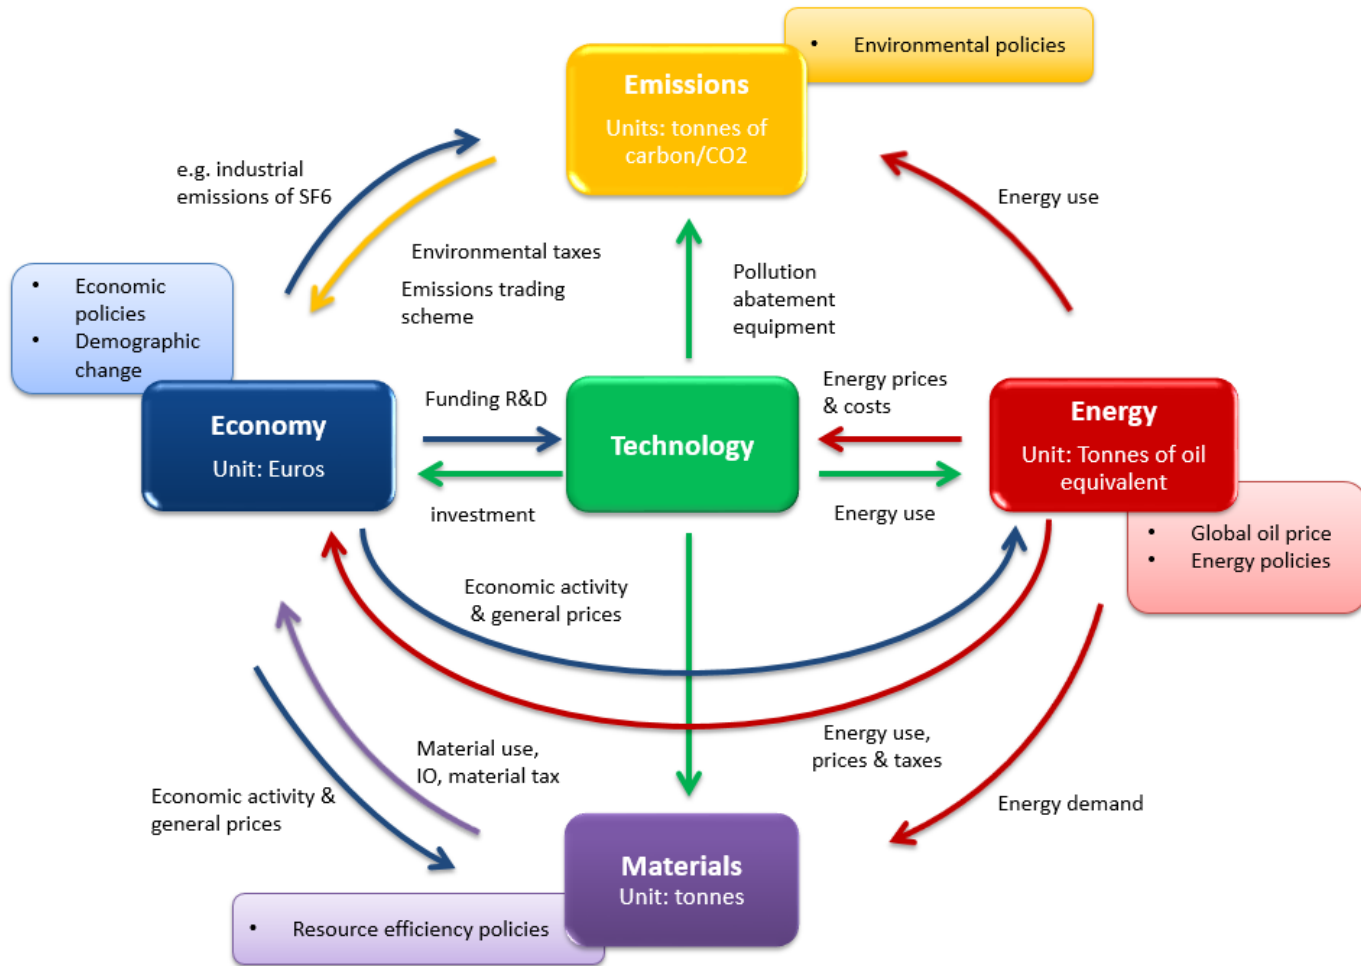 • Environmental policies
Emissions
Units: tonnes of
carbon/CO2
e.g. industrial
emissions of SF6
Energy use
Environmental taxes
Emissions trading
scheme
Pollution
abatement
equipment
• Economic
policies
• Demographic
change
Economy
Unit: Euros
Funding R&D
investment
Technology
Energy prices
& costs
Energy use
Energy
Unit: Tonnes of oil
equivalent
• Global oil price
• Energy policies
Economic activity
& general prices
Energy use,
prices & taxes
Material use,
IO, material tax
Economic activity &
general prices
Energy demand
Materials
Unit: tonnes
• Resource efficiency policies